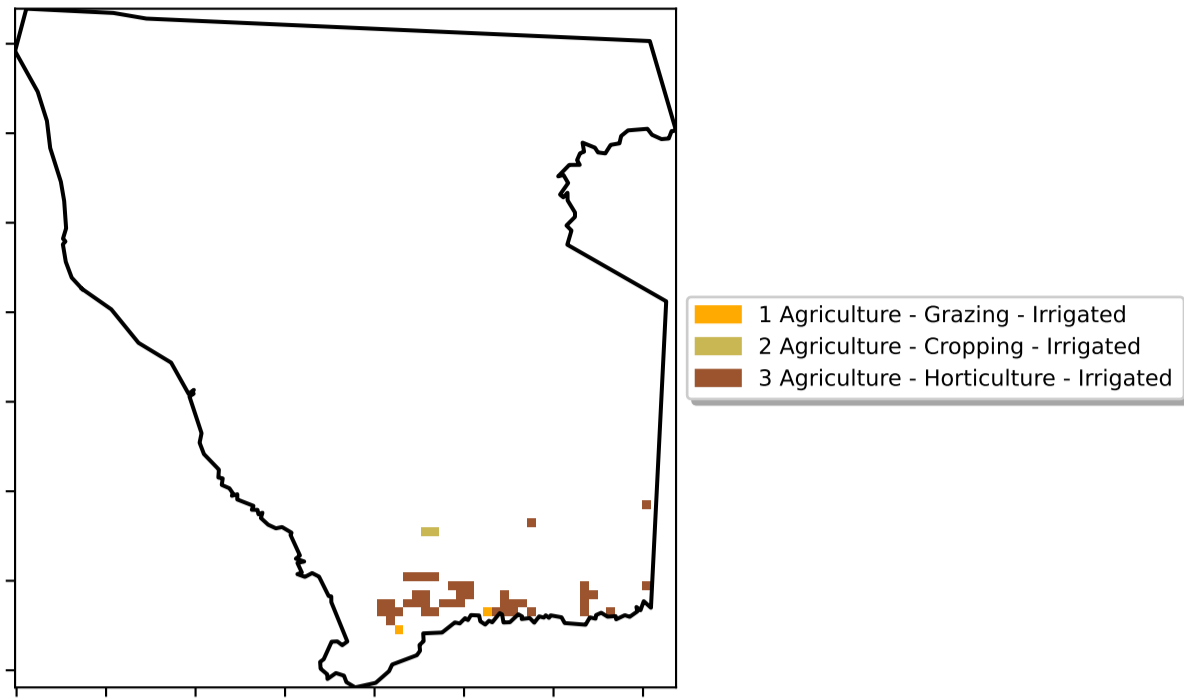 1 Agriculture - Grazing - Irrigated
2 Agriculture - Cropping - Irrigated
3 Agriculture - Horticulture - Irrigated